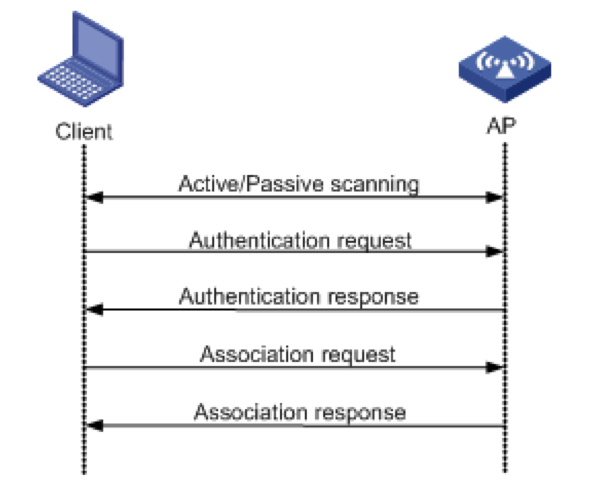 Client
AP
Active/Passive scanning
Authentication request
Authentication response
Association request
Association response